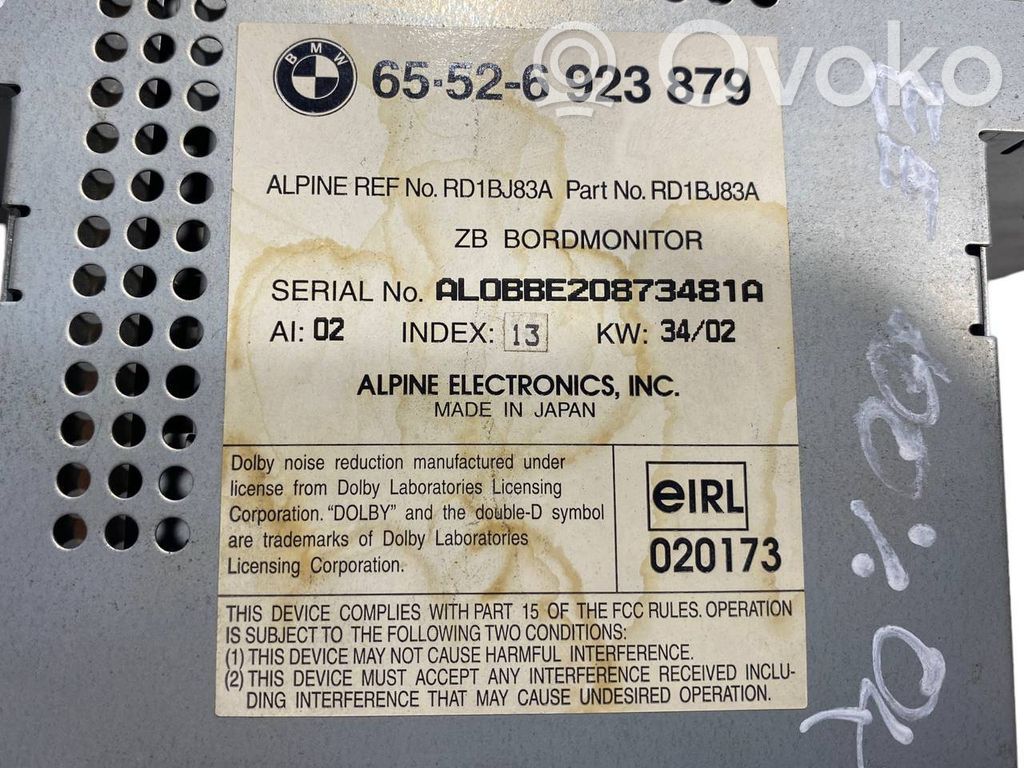 BMW 65-52-6 923 879
Ovoko
ALPINE REF No. RD1BJ83A Part No. RD1BJ83A
ZB BORDMONITOR
SERIAL No. AL0BBE20873481A
AI: 02 INDEX: 13 KW: 34/02
ALPINE ELECTRONICS, INC.
MADE IN JAPAN
Dolby noise reduction manufactured under
license from Dolby Laboratories Licensing
Corporation. “DOLBY” and the double-D symbol
are trademarks of Dolby Laboratories
Licensing Corporation.
eIRL
020173
THIS DEVICE COMPLIES WITH PART 15 OF THE FCC RULES. OPERATION
IS SUBJECT TO THE FOLLOWING TWO CONDITIONS:
(1) THIS DEVICE MAY NOT CAUSE HARMFUL INTERFERENCE.
(2) THIS DEVICE MUST ACCEPT ANY INTERFERENCE RECEIVED INCLU-
DING INTERFERENCE THAT MAY CAUSE UNDESIRED OPERATION.